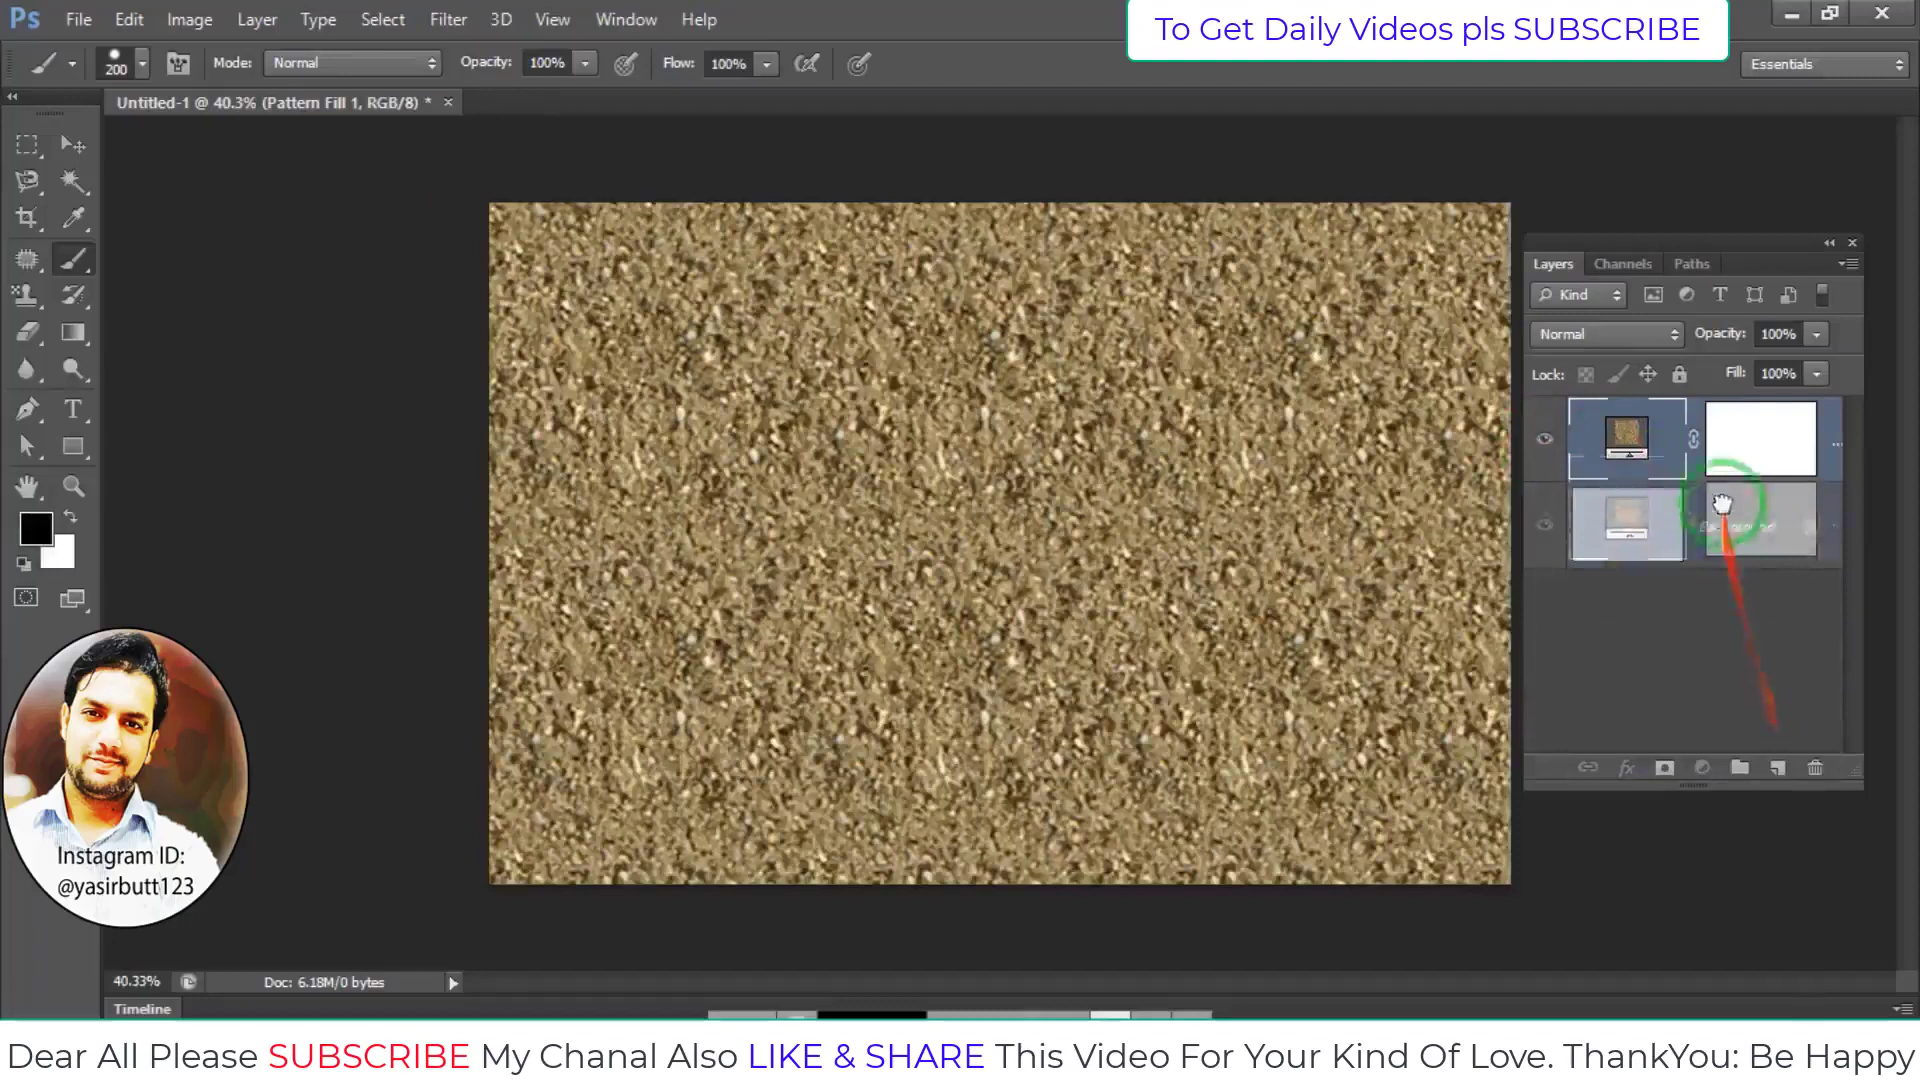 Ps File Edit Image Layer Type Select Filter 3D View Window Help
To Get Daily Videos pls SUBSCRIBE
200 Mode: Normal Opacity: 100% Flow: 100% Essentials
Untitled-1 @ 40.3% (Pattern Fill 1, RGB/8) *
Layers Channels Paths
Kind
Normal Opacity: 100%
Lock: Fill: 100%
Background
fx
Instagram ID:
@yasirbutt123
40.33% Doc: 6.18M/0 bytes
Timeline
Dear All Please SUBSCRIBE My Chanal Also LIKE & SHARE This Video For Your Kind Of Love. ThankYou: Be Happy